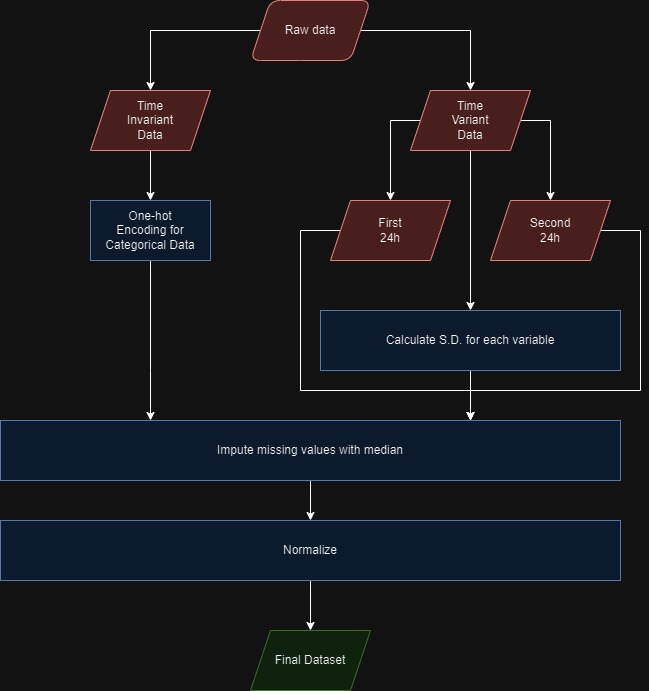 Raw data
Time
Invariant
Data
Time
Variant
Data
One-hot
Encoding for
Categorical Data
First
24h
Second
24h
Calculate S.D. for each variable
Impute missing values with median
Normalize
Final Dataset